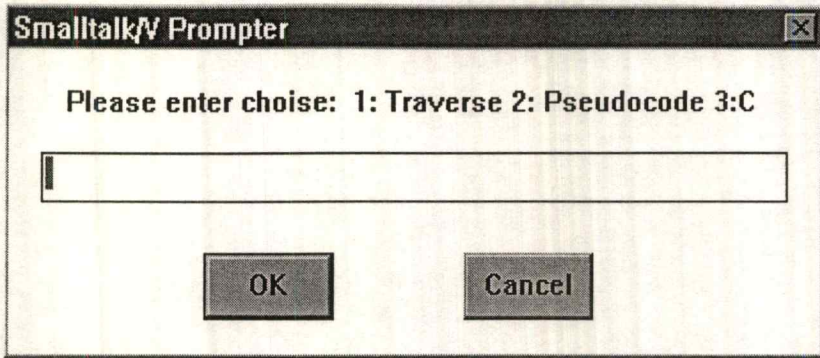 Smalltalk/V Prompter
Please enter choise: 1: Traverse 2: Pseudocode 3:C
OK Cancel